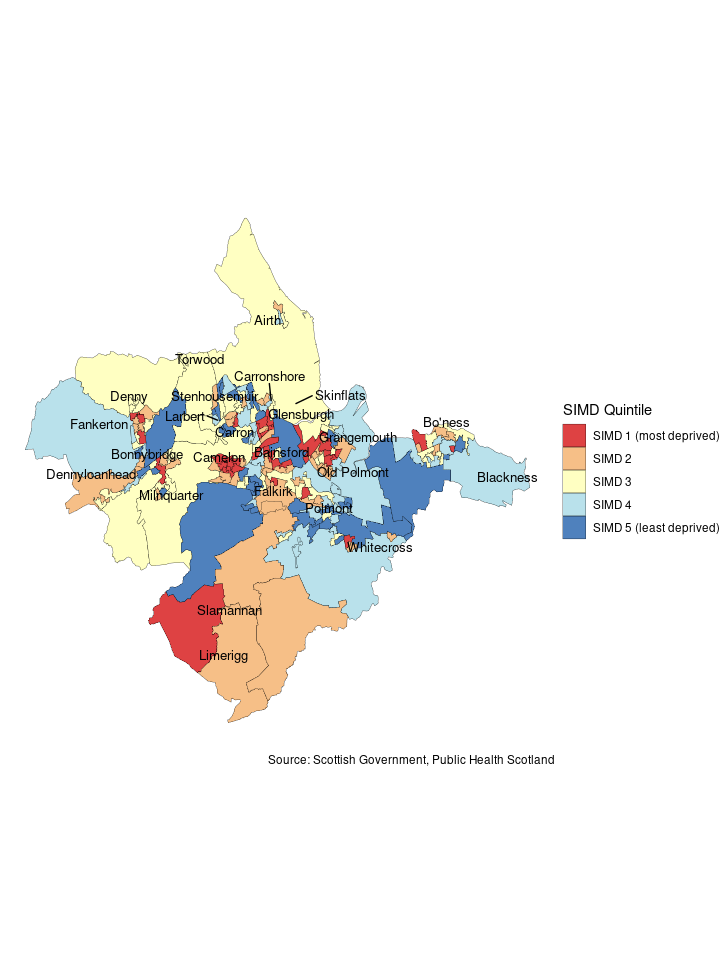 Airth
Torwood
Carronshore
Denny
Stenhousemuir
Skinflats
Larbert
Glensburgh
Fankerton
Carron
Grangemouth
Bo'ness
Bonnybridge
Camelon
Bainsford
Dennyloanhead
Old Polmont
Blackness
Milnquarter
Falkirk
Polmont
Whitecross
Slamannan
Limerigg
SIMD Quintile
SIMD 1 (most deprived)
SIMD 2
SIMD 3
SIMD 4
SIMD 5 (least deprived)
Source: Scottish Government, Public Health Scotland